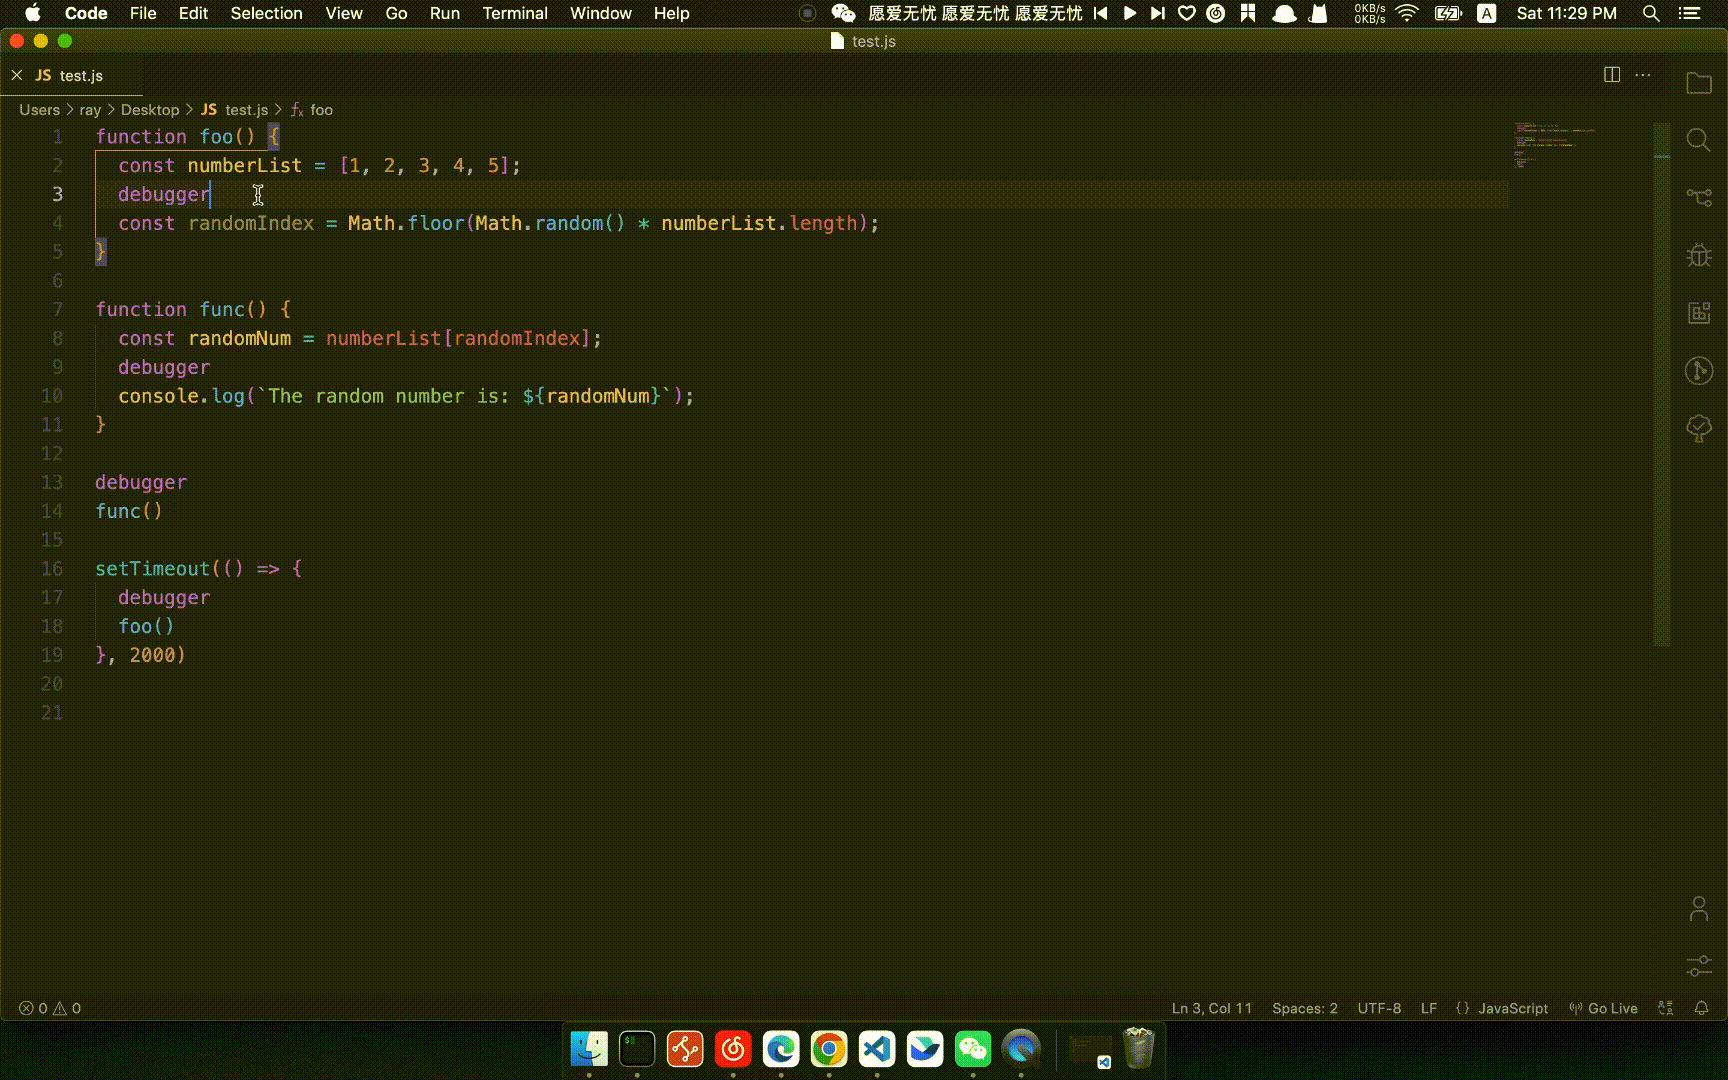 Code File Edit Selection View Go Run Terminal Window Help 愿爱无忧 愿爱无忧 愿爱无忧 0KB/s 0KB/s A Sat 11:29 PM
test.js
JS test.js
Users > ray > Desktop > JS test.js > foo
1 function foo() {
2 const numberList = [1, 2, 3, 4, 5];
3 debugger
4 const randomIndex = Math.floor(Math.random() * numberList.length);
5 }
6
7 function func() {
8 const randomNum = numberList[randomIndex];
9 debugger
10 console.log(`The random number is: ${randomNum}`);
11 }
12
13 debugger
14 func()
15
16 setTimeout(() => {
17 debugger
18 foo()
19 }, 2000)
20
21
0 0 Ln 3, Col 11 Spaces: 2 UTF-8 LF {} JavaScript Go Live